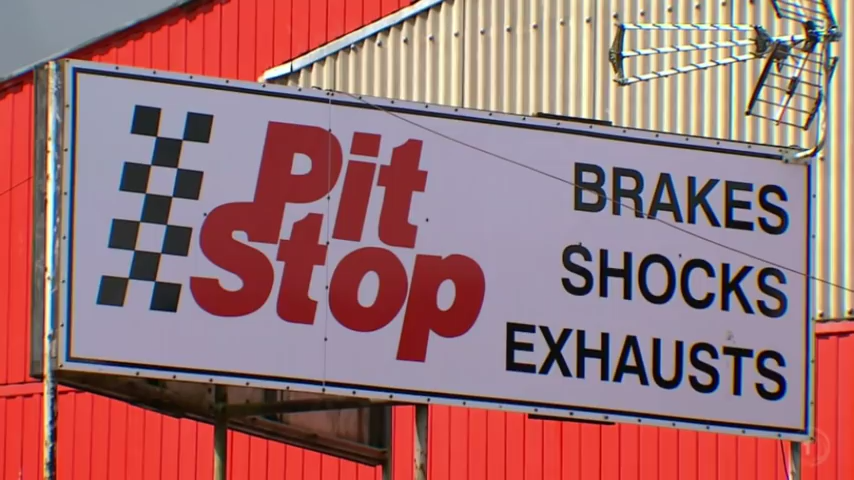 Pit
Stop
BRAKES
SHOCKS
EXHAUSTS